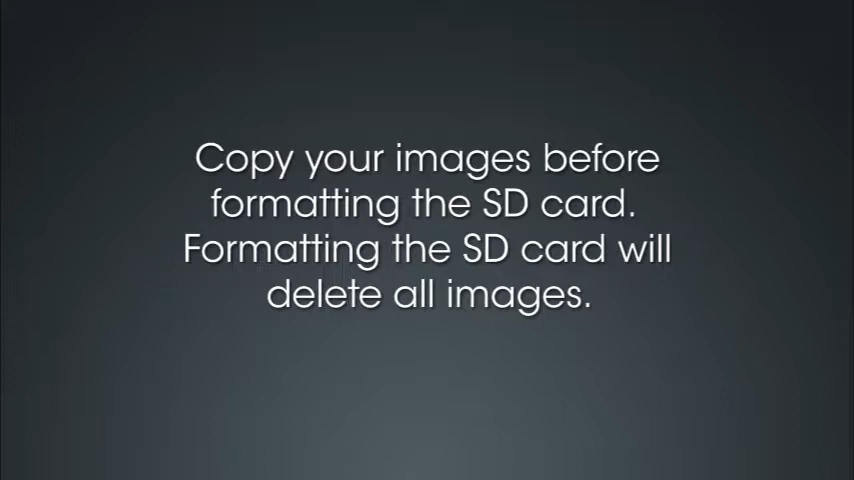 Copy your images before
formatting the SD card.
Formatting the SD card will
delete all images.